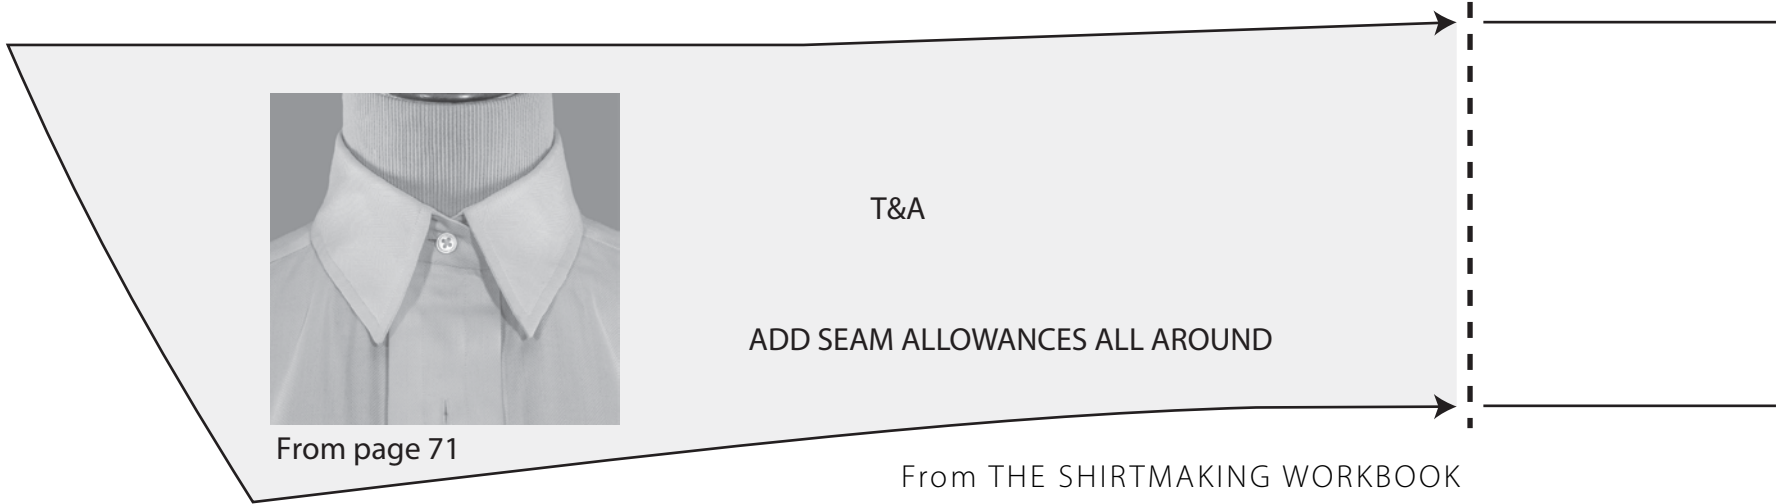 T&A
ADD SEAM ALLOWANCES ALL AROUND
From page 71
From THE SHIRTMAKING WORKBOOK